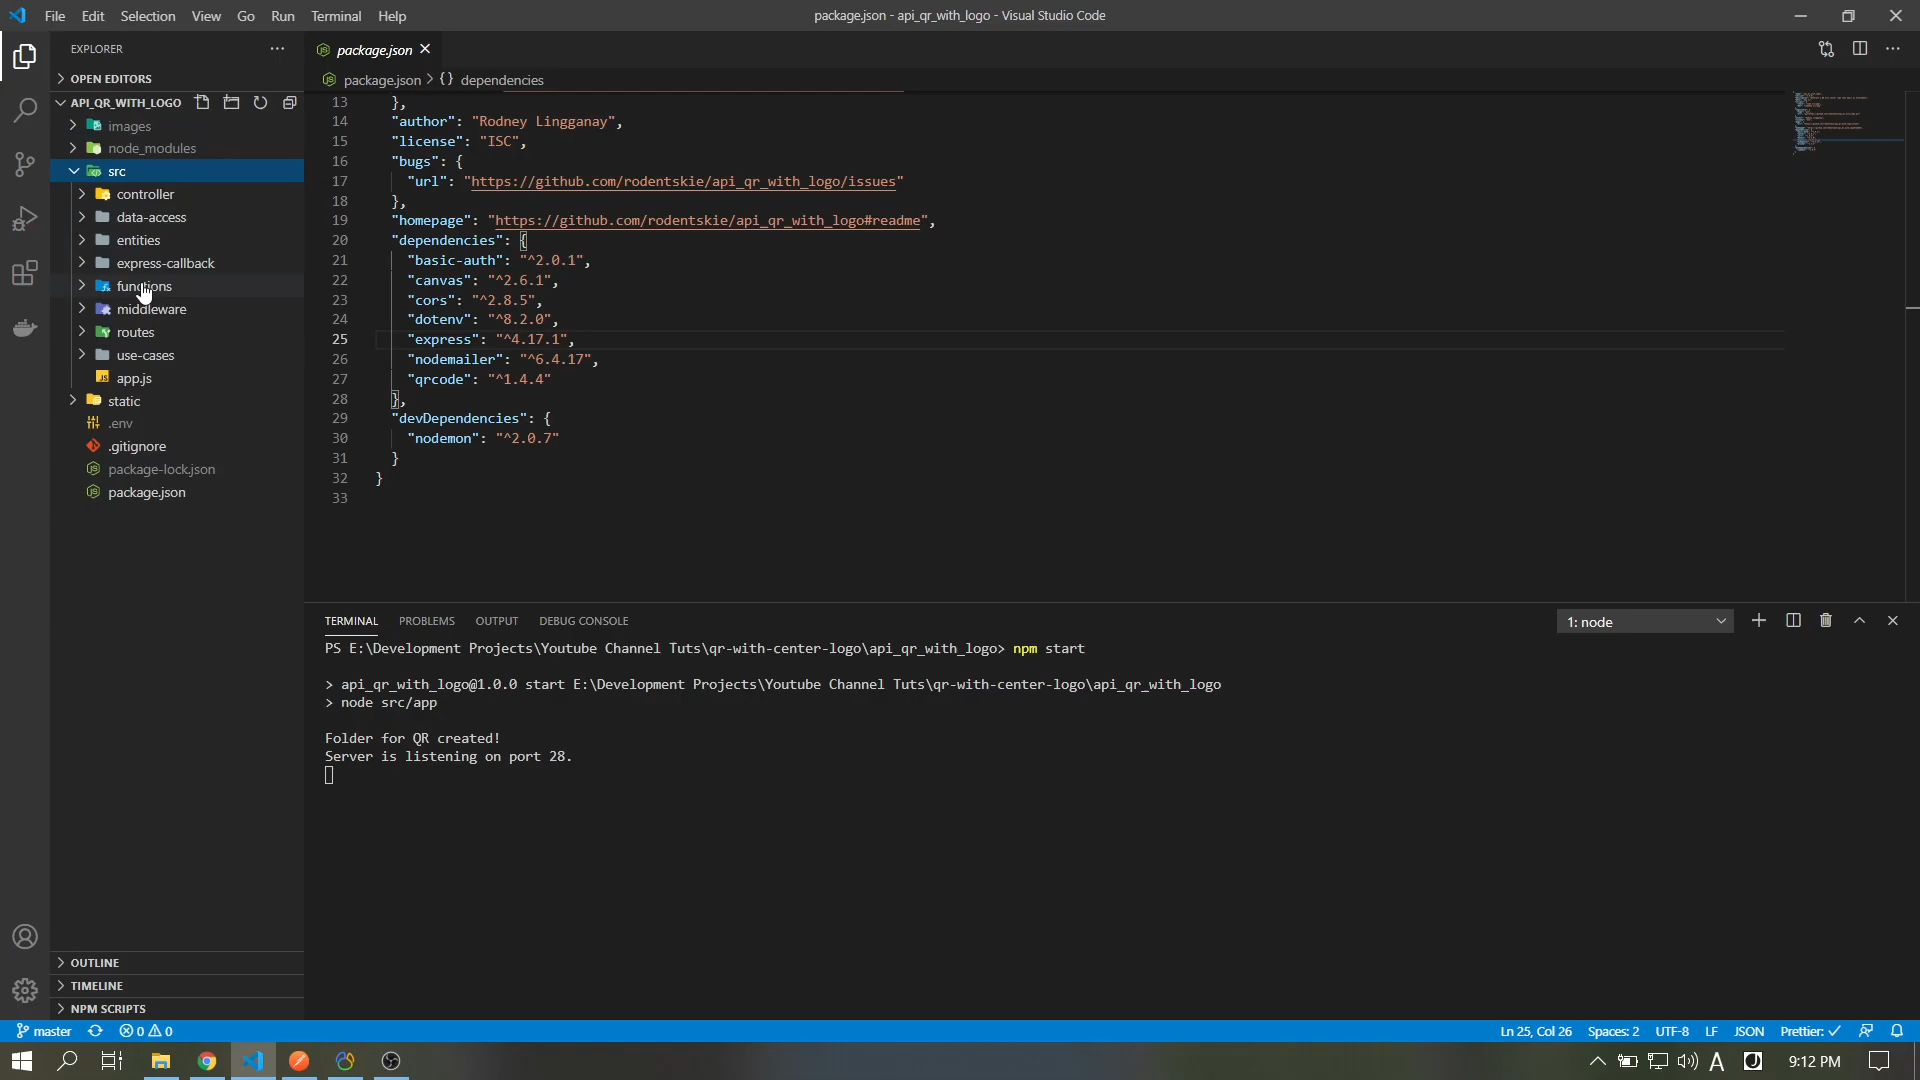 File Edit Selection View Go Run Terminal Help
package.json - api_qr_with_logo - Visual Studio Code
EXPLORER
OPEN EDITORS
API_QR_WITH_LOGO
images
node_modules
src
controller
data-access
entities
express-callback
functions
middleware
routes
use-cases
app.js
static
.env
.gitignore
package-lock.json
package.json
OUTLINE
TIMELINE
NPM SCRIPTS
package.json
package.json > {} dependencies
13 },
14 "author": "Rodney Lingganay",
15 "license": "ISC",
16 "bugs": {
17 "url": "https://github.com/rodentskie/api_qr_with_logo/issues"
18 },
19 "homepage": "https://github.com/rodentskie/api_qr_with_logo#readme",
20 "dependencies": {
21 "basic-auth": "^2.0.1",
22 "canvas": "^2.6.1",
23 "cors": "^2.8.5",
24 "dotenv": "^8.2.0",
25 "express": "^4.17.1",
26 "nodemailer": "^6.4.17",
27 "qrcode": "^1.4.4"
28 },
29 "devDependencies": {
30 "nodemon": "^2.0.7"
31 }
32 }
33
TERMINAL PROBLEMS OUTPUT DEBUG CONSOLE
1: node
PS E:\Development Projects\Youtube Channel Tuts\qr-with-center-logo\api_qr_with_logo> npm start
> api_qr_with_logo@1.0.0 start E:\Development Projects\Youtube Channel Tuts\qr-with-center-logo\api_qr_with_logo
> node src/app
Folder for QR created!
Server is listening on port 28.
master 0 0
Ln 25, Col 26 Spaces: 2 UTF-8 LF JSON Prettier: ✓
A 9:12 PM